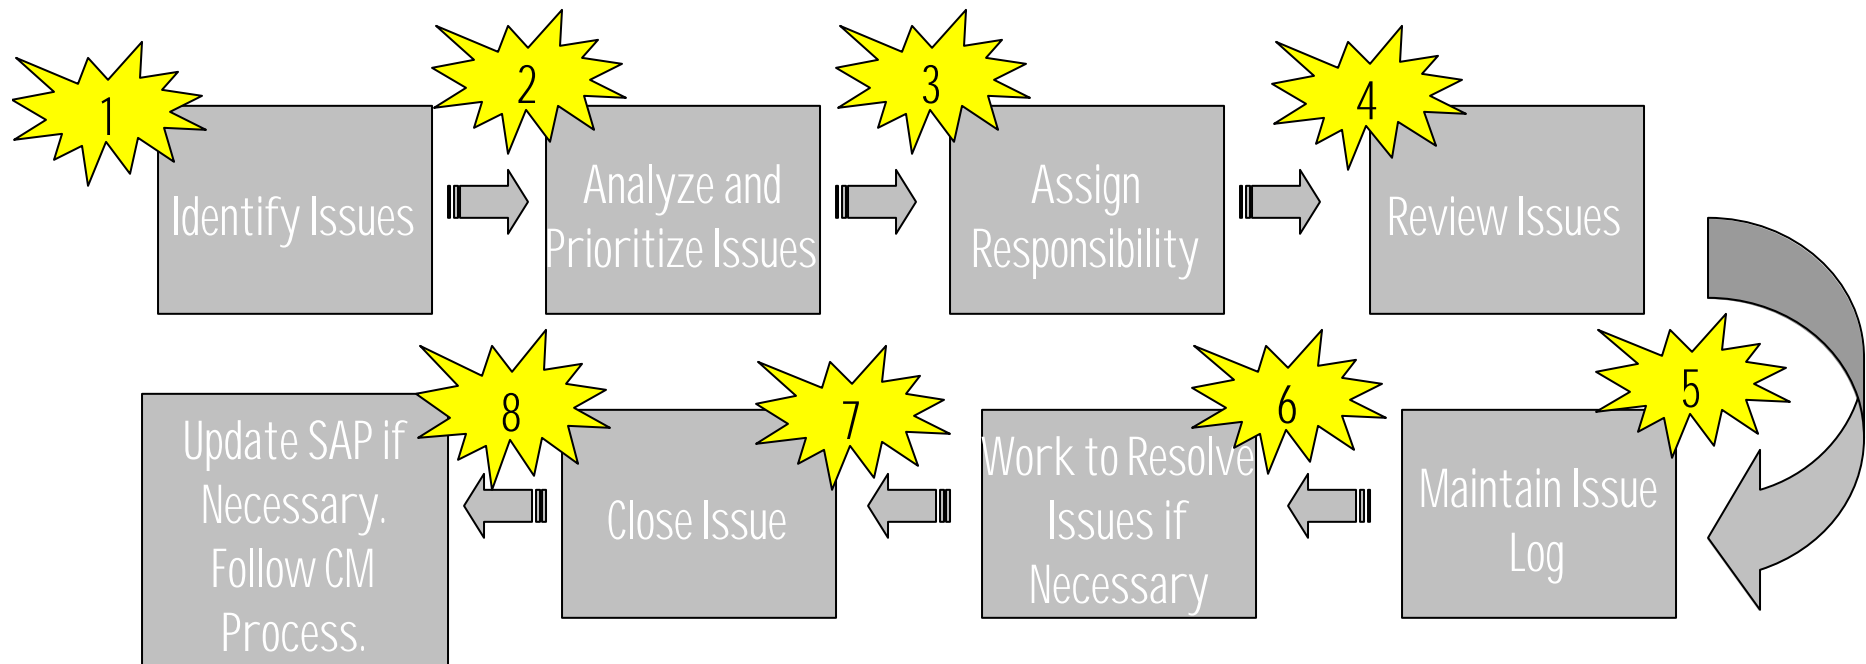 1
Identify Issues
2
Analyze and
Prioritize Issues
3
Assign
Responsibility
4
Review Issues
5
Maintain Issue
Log
6
Work to Resolve
Issues if
Necessary
7
Close Issue
8
Update SAP if
Necessary.
Follow CM
Process.